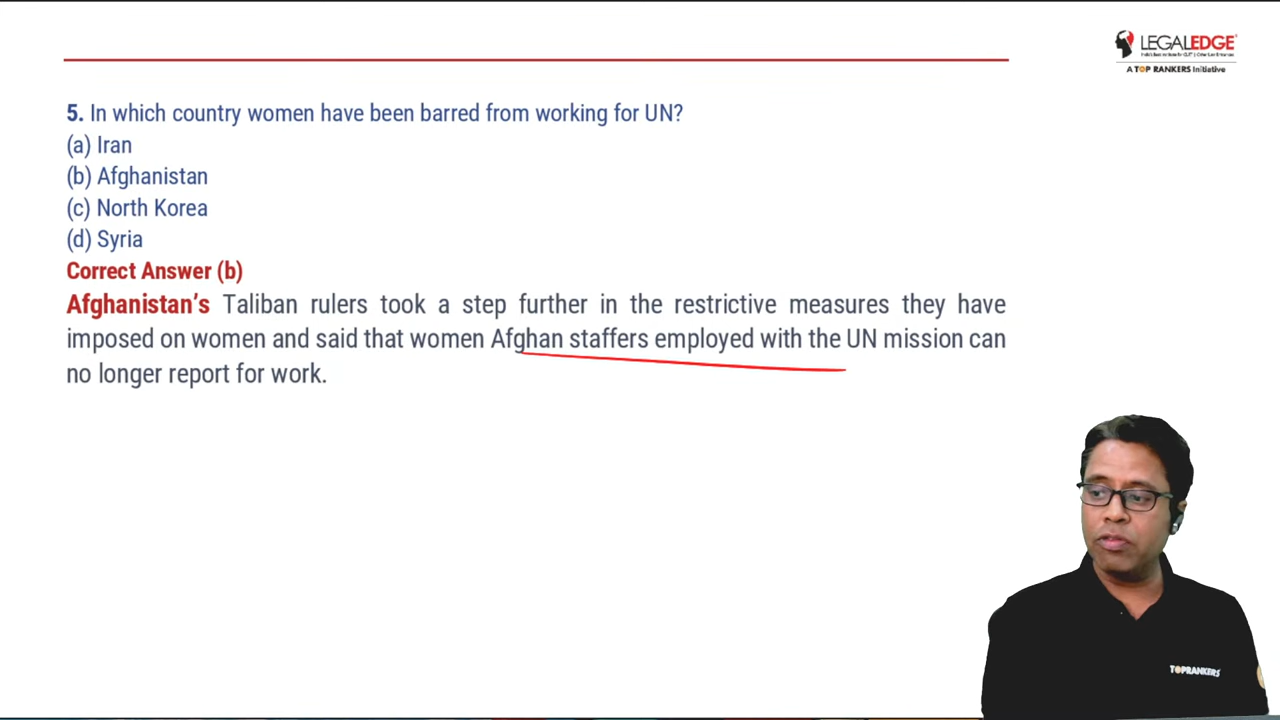 LEGALEDGE
A TOP RANKERS Initiative
5. In which country women have been barred from working for UN?
(a) Iran
(b) Afghanistan
(c) North Korea
(d) Syria
Correct Answer (b)
Afghanistan’s Taliban rulers took a step further in the restrictive measures they have
imposed on women and said that women Afghan staffers employed with the UN mission can
no longer report for work.
TOPRANKERS